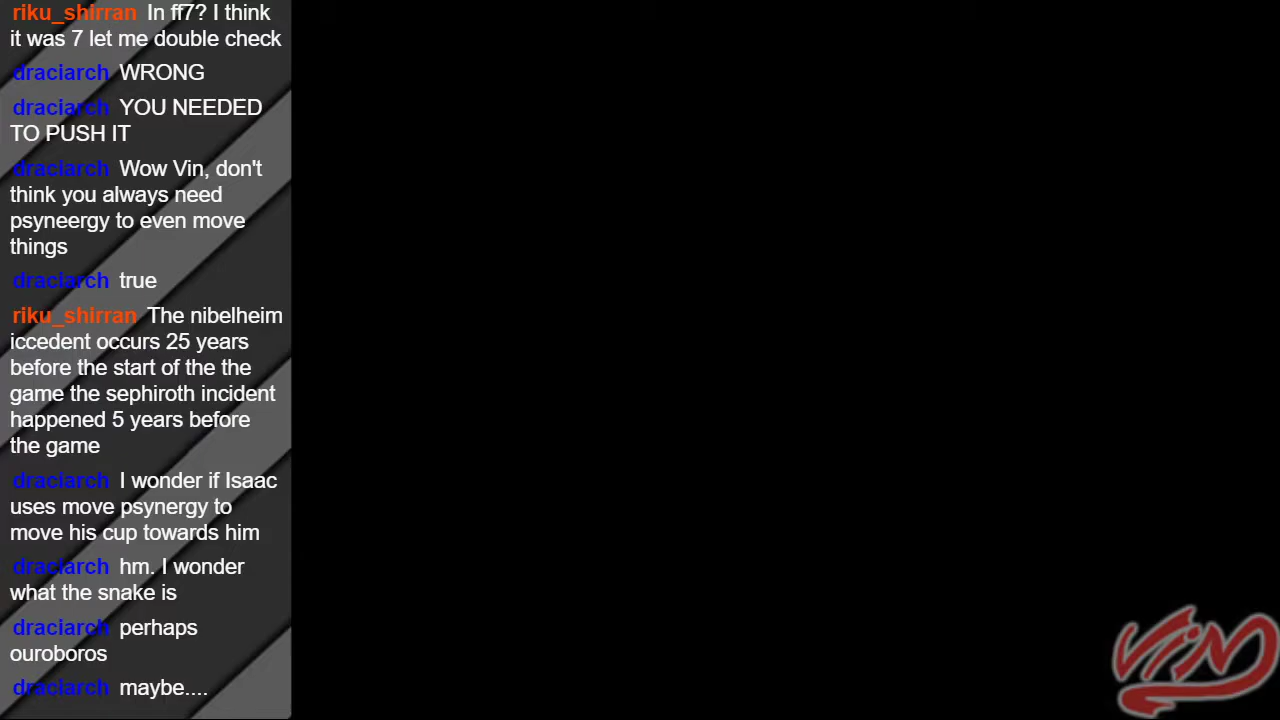 riku_shirran In ff7? I think
it was 7 let me double check
draciarch WRONG
draciarch YOU NEEDED
TO PUSH IT
draciarch Wow Vin, don't
think you always need
psyneergy to even move
things
draciarch true
riku_shirran The nibelheim
iccedent occurs 25 years
before the start of the the
game the sephiroth incident
happened 5 years before
the game
draciarch I wonder if Isaac
uses move psynergy to
move his cup towards him
draciarch hm. I wonder
what the snake is
draciarch perhaps
ouroboros
draciarch maybe....
ViN